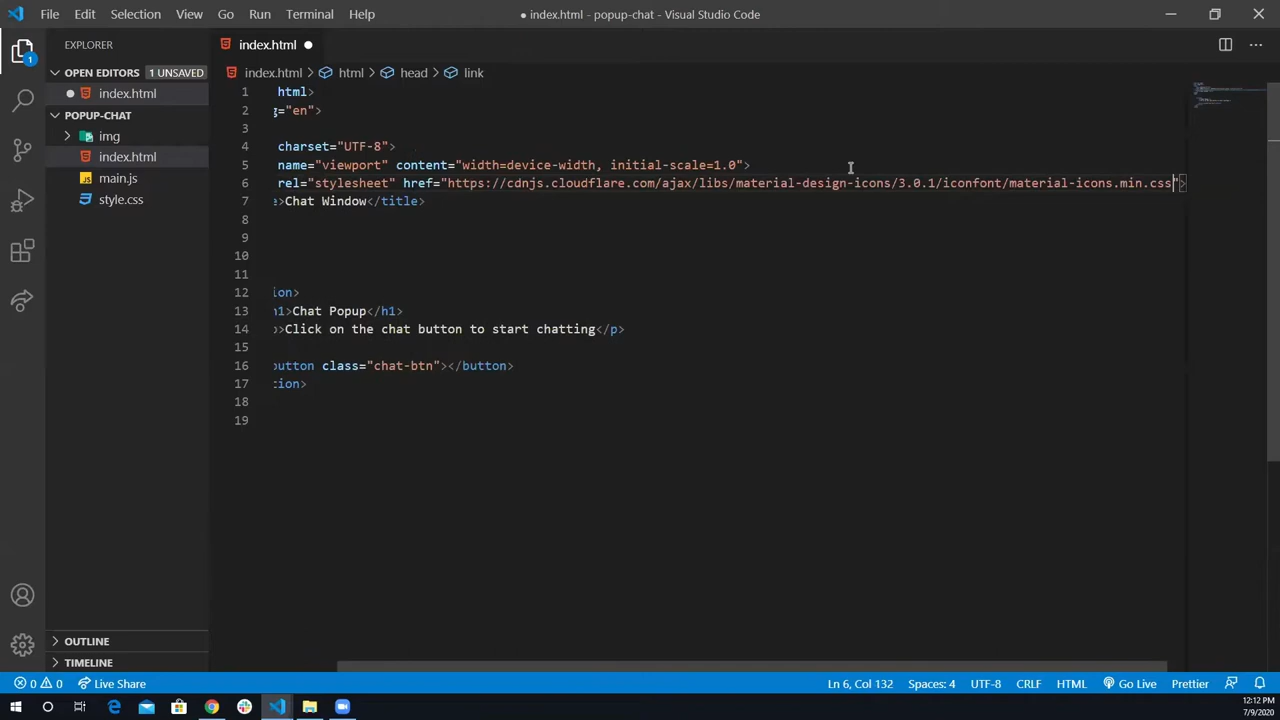 File Edit Selection View Go Run Terminal Help
● index.html - popup-chat - Visual Studio Code
EXPLORER
index.html
OPEN EDITORS 1 UNSAVED
index.html > html > head > link
index.html
POPUP-CHAT
img
index.html
main.js
style.css
1 html>
2 g="en">
3
4 charset="UTF-8">
5 name="viewport" content="width=device-width, initial-scale=1.0">
6 rel="stylesheet" href="https://cdnjs.cloudflare.com/ajax/libs/material-design-icons/3.0.1/iconfont/material-icons.min.css">
7 e>Chat Window</title>
8
9
10
11
12 ion>
13 h1>Chat Popup</h1>
14 p>Click on the chat button to start chatting</p>
15
16 button class="chat-btn"></button>
17 tion>
18
19
1
OUTLINE
TIMELINE
0 0 Live Share
Ln 6, Col 132 Spaces: 4 UTF-8 CRLF HTML Go Live Prettier
12:12 PM
7/9/2020